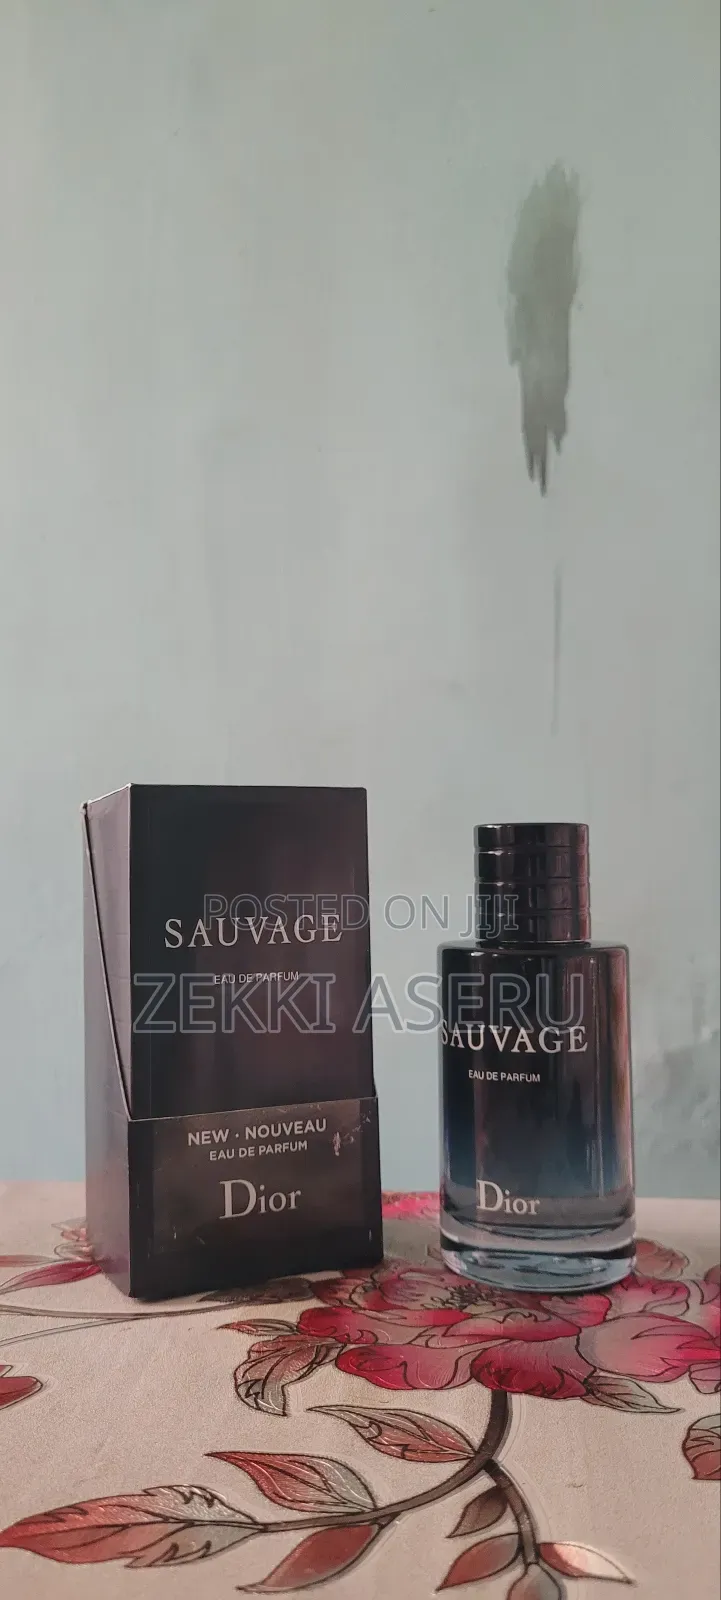 SAUVAGE
EAU DE PARFUM
NEW · NOUVEAU
EAU DE PARFUM
Dior
SAUVAGE
EAU DE PARFUM
Dior
POSTED ON JIJI
ZEKKI ASERU